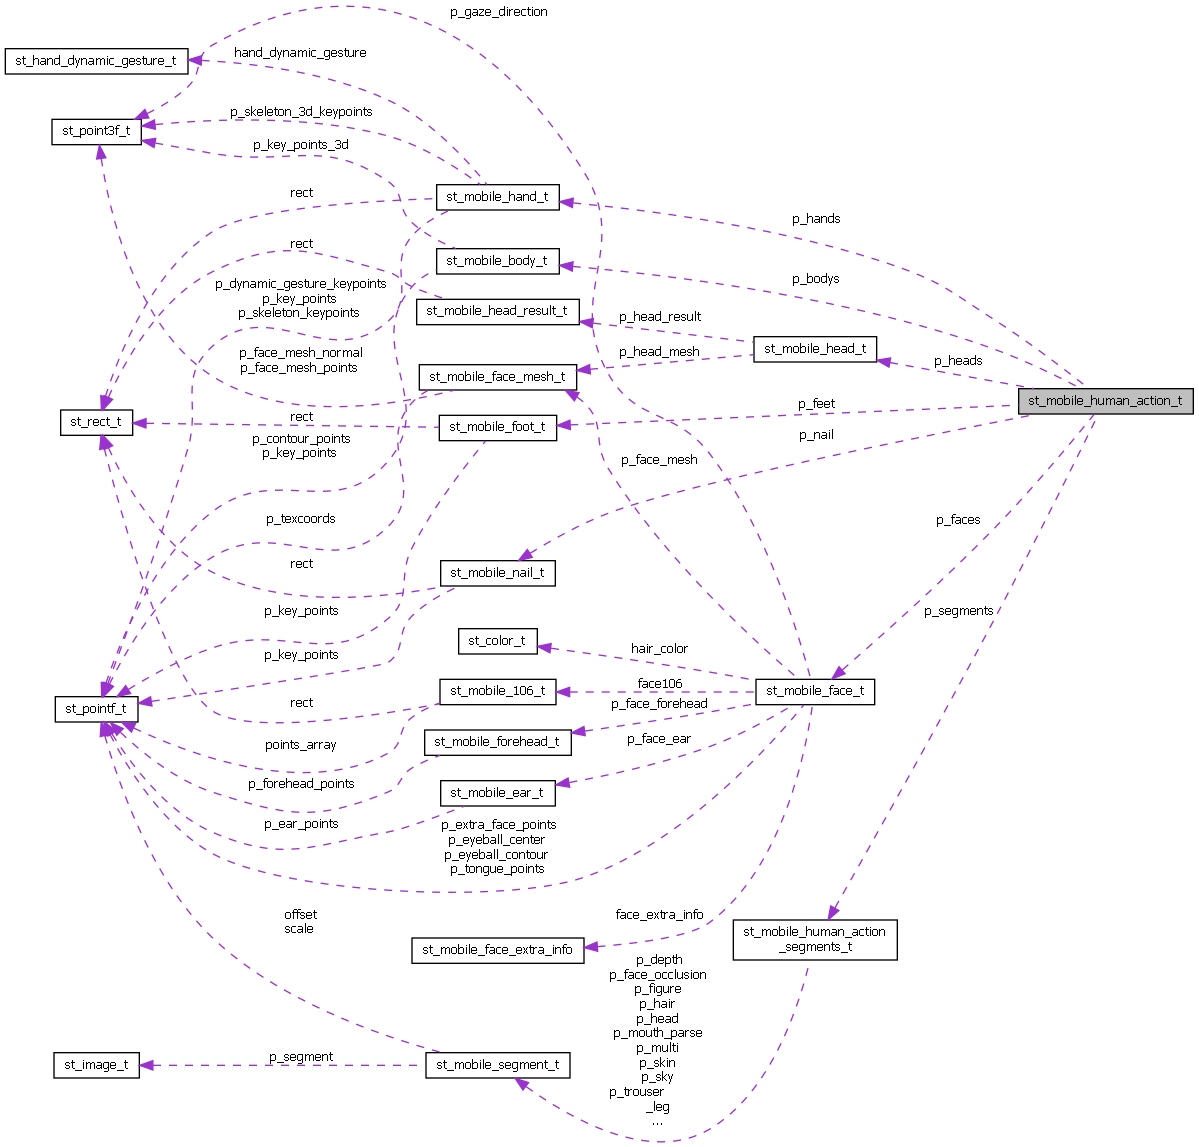 p_gaze_direction
hand_dynamic_gesture
st_hand_dynamic_gesture_t
p_skeleton_3d_keypoints
st_point3f_t
p_key_points_3d
rect
st_mobile_hand_t
p_hands
rect
st_mobile_body_t
p_bodys
p_dynamic_gesture_keypoints
p_key_points
p_skeleton_keypoints
st_mobile_head_result_t
p_head_result
st_mobile_head_t
p_face_mesh_normal
p_face_mesh_points
p_head_mesh
p_heads
st_mobile_face_mesh_t
st_mobile_human_action_t
p_feet
rect
st_rect_t
st_mobile_foot_t
p_nail
p_contour_points
p_key_points
p_face_mesh
p_texcoords
p_faces
rect
st_mobile_nail_t
p_key_points
p_segments
st_color_t
hair_color
p_key_points
face106
st_mobile_106_t
st_mobile_face_t
rect
st_pointf_t
p_face_forehead
points_array
st_mobile_forehead_t
p_face_ear
p_forehead_points
st_mobile_ear_t
p_ear_points
p_extra_face_points
p_eyeball_center
p_eyeball_contour
p_tongue_points
offset
scale
face_extra_info
st_mobile_face_extra_info
st_mobile_human_action
_segments_t
p_depth
p_face_occlusion
p_figure
p_hair
p_head
p_mouth_parse
p_multi
p_skin
p_sky
p_trouser
_leg
...
p_segment
st_image_t
st_mobile_segment_t